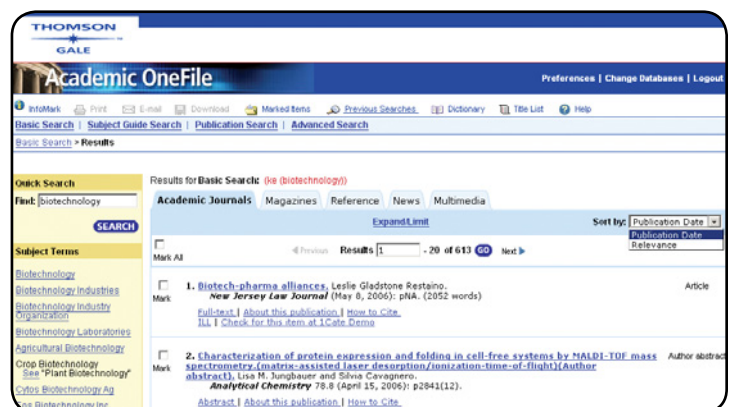 THOMSON
GALE
Academic OneFile
Preferences | Change Databases | Logout
InfoMark Print E-mail Download Marked Items Previous Searches Dictionary Title List Help
Basic Search | Subject Guide Search | Publication Search | Advanced Search
Basic Search > Results
Quick Search
Find: biotechnology
SEARCH
Subject Terms
Biotechnology
Biotechnology Industries
Biotechnology Industry
Organization
Biotechnology Laboratories
Agricultural Biotechnology
Crop Biotechnology
See "Plant Biotechnology"
Cytos Biotechnology Ag
Eos Biotechnology Inc
Results for Basic Search: (ke (biotechnology))
Academic Journals Magazines Reference News Multimedia
Expand/Limit
Sort by: Publication Date
Publication Date
Relevance
Mark All
Previous Results 1 - 20 of 613 GO Next
Mark
1. Biotech-pharma alliances. Leslie Gladstone Restaino. Article
New Jersey Law Journal (May 8, 2006): pNA. (2052 words)
Full-text | About this publication | How to Cite
ILL | Check for this item at 1Cate Demo
Mark
2. Characterization of protein expression and folding in cell-free systems by MALDI-TOF mass Author abstract
spectrometry.(matrix-assisted laser desorption/ionization-time-of-flight)(Author
abstract). Lisa M. Jungbauer and Silvia Cavagnero.
Analytical Chemistry 78.8 (April 15, 2006): p2841(12).
Abstract | About this publication | How to Cite